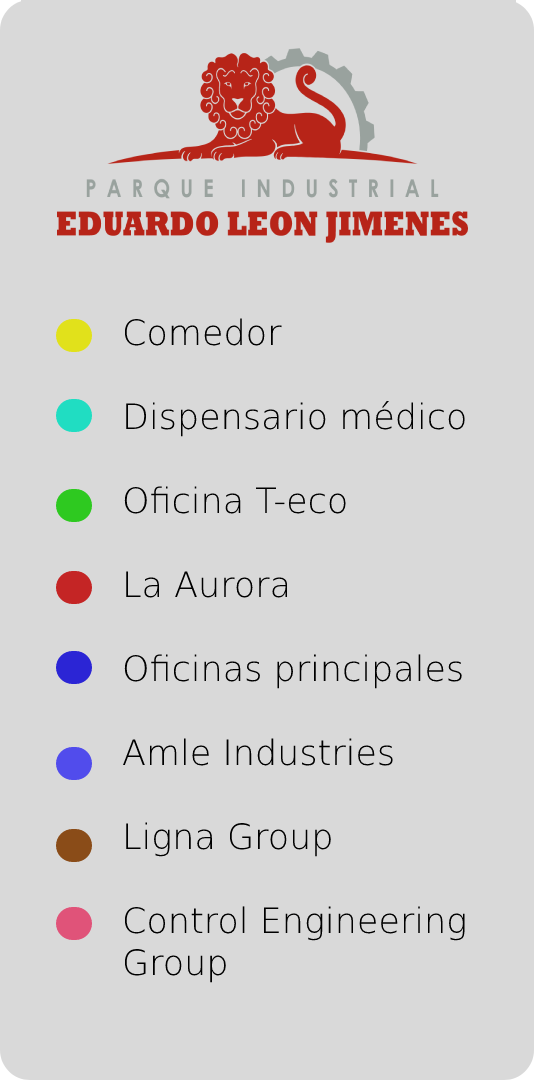 PARQUE INDUSTRIAL
EDUARDO LEON JIMENES
Comedor
Dispensario médico
Oficina T-eco
La Aurora
Oficinas principales
Amle Industries
Ligna Group
Control Engineering
Group